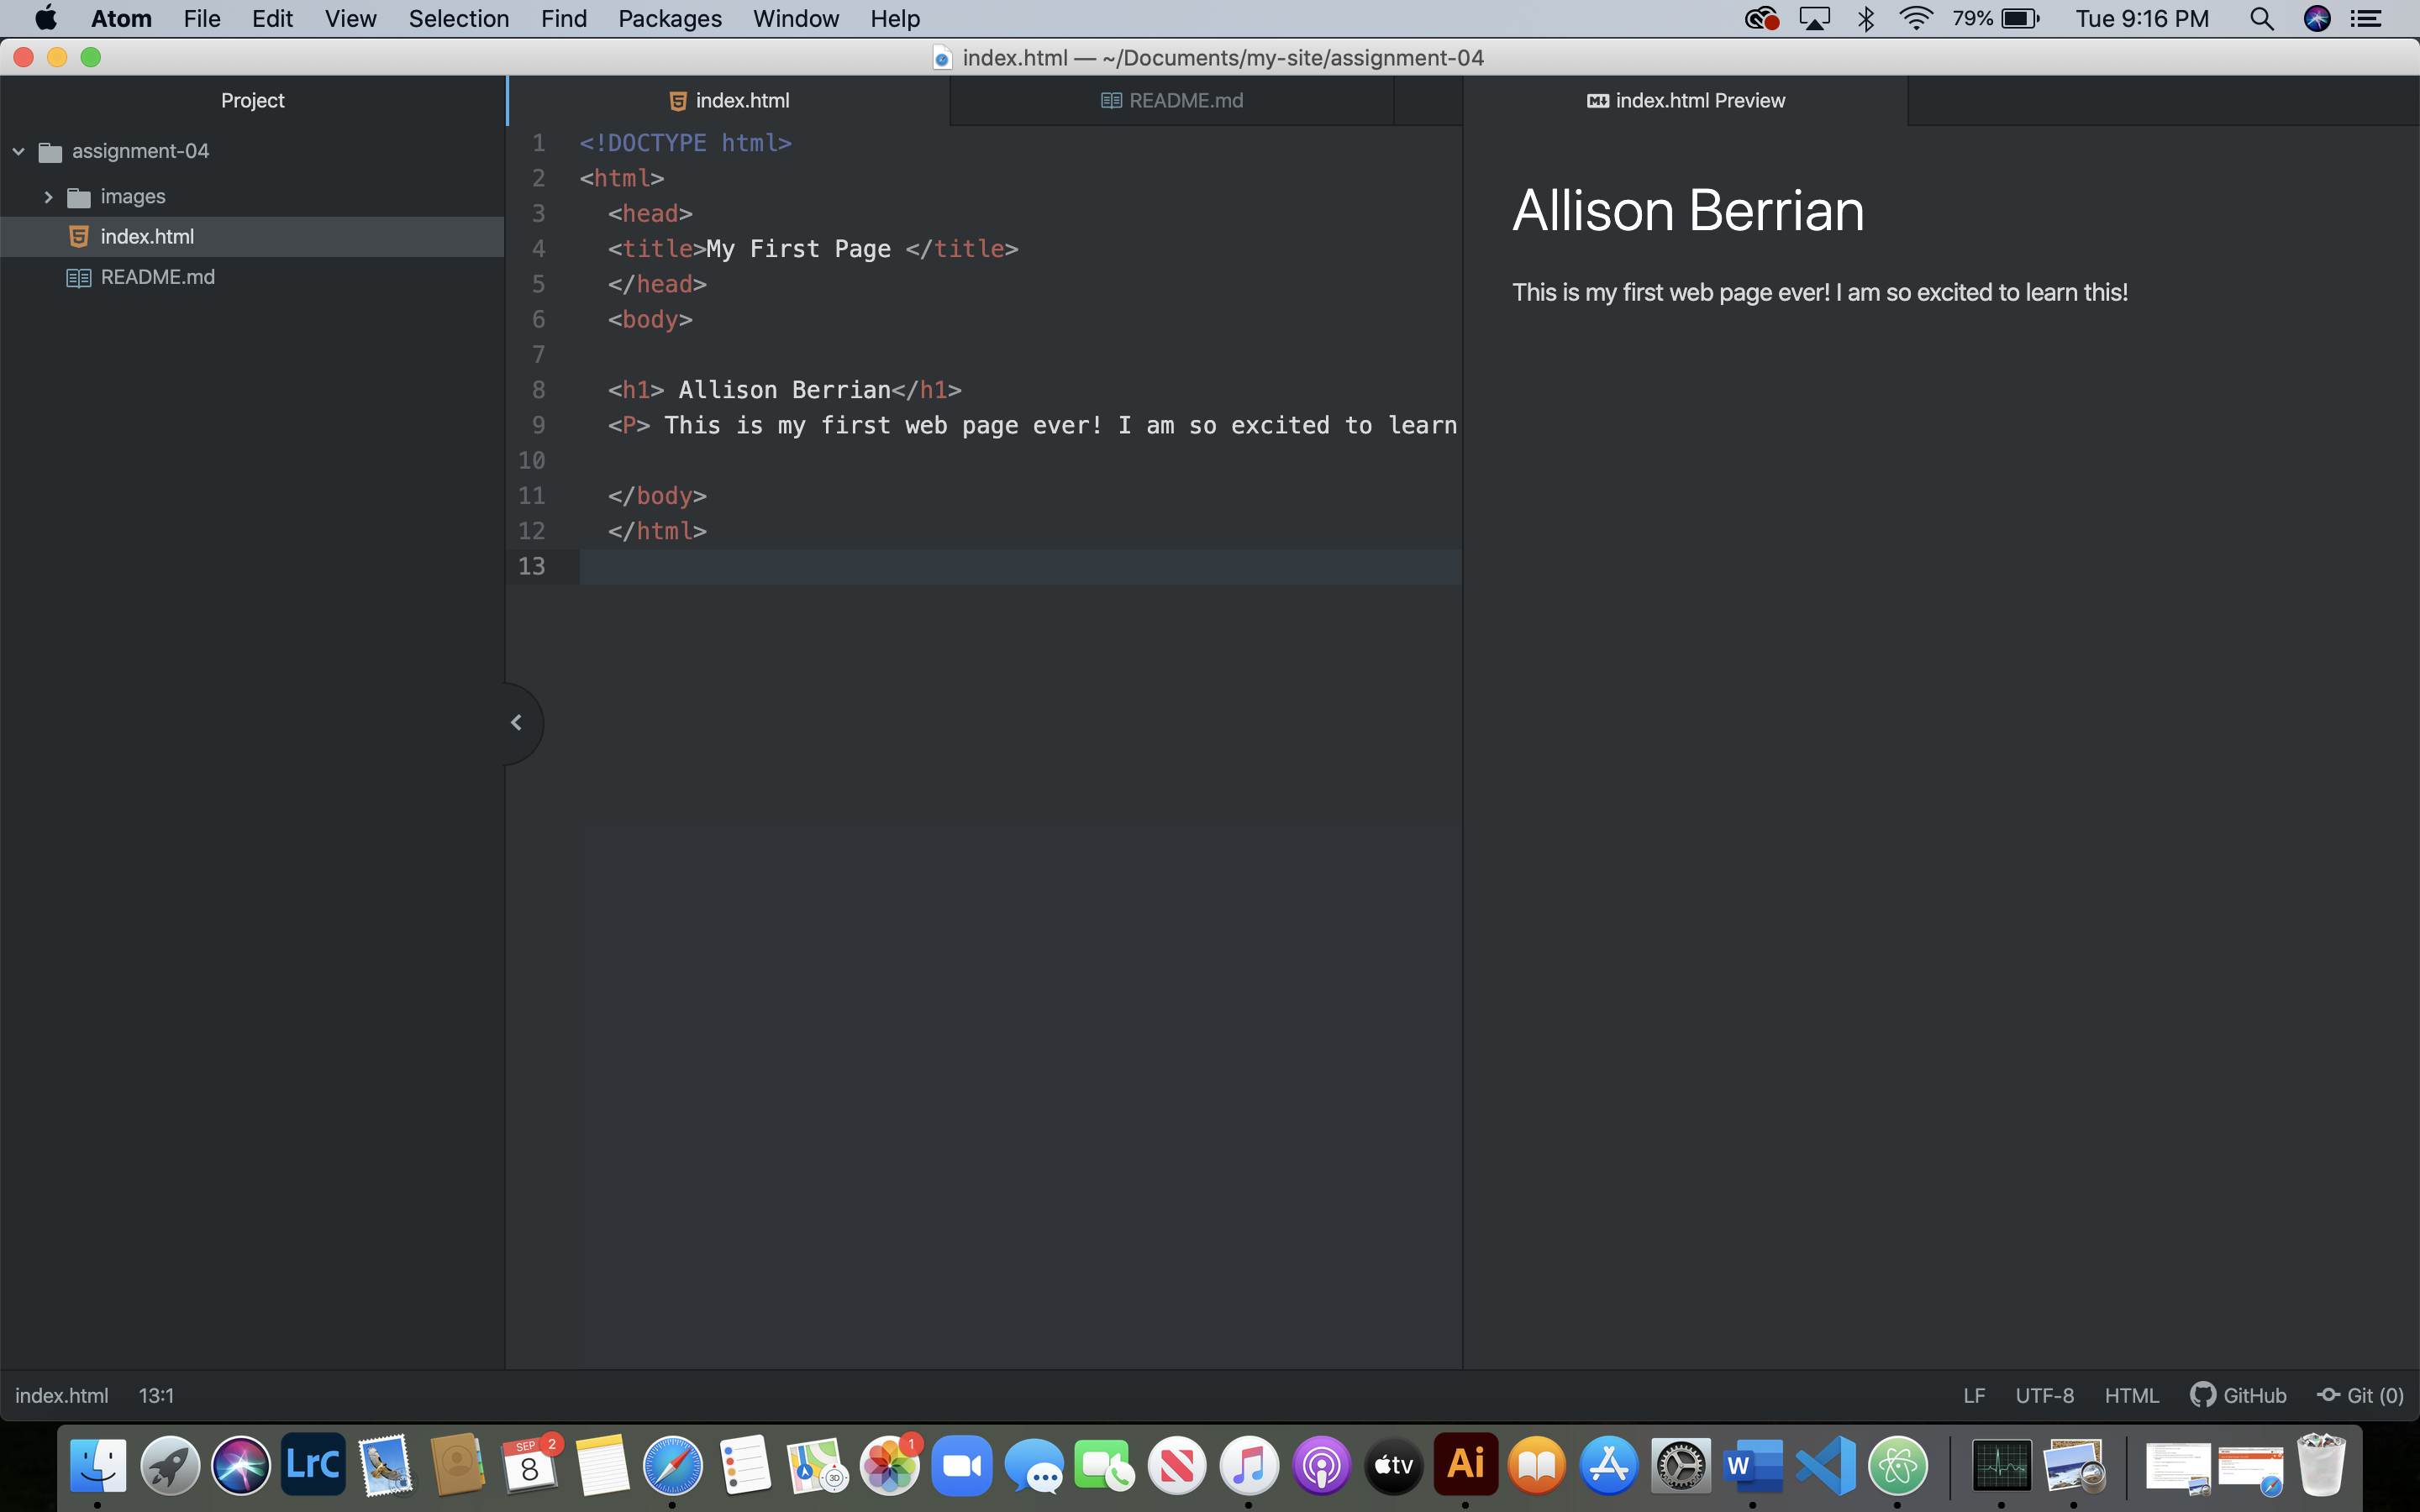 Atom File Edit View Selection Find Packages Window Help 79% Tue 9:16 PM
index.html — ~/Documents/my-site/assignment-04
Project
index.html
README.md
index.html Preview
assignment-04
images
index.html
README.md
1 <!DOCTYPE html>
2 <html>
3 <head>
4 <title>My First Page </title>
5 </head>
6 <body>
7
8 <h1> Allison Berrian</h1>
9 <P> This is my first web page ever! I am so excited to learn
10
11 </body>
12 </html>
13
Allison Berrian
This is my first web page ever! I am so excited to learn this!
index.html 13:1 LF UTF-8 HTML GitHub Git (0)
LrC SEP 8 2 3D 1 tv Ai W